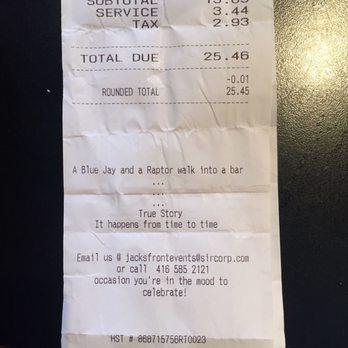 SUBTOTAL
SERVICE 3.44
TAX 2.93
TOTAL DUE 25.46
-0.01
ROUNDED TOTAL 25.45
A Blue Jay and a Raptor walk into a bar
...
...
...
True Story
It happens from time to time
Email us @ jacksfrontevents@sircorp.com
or call 416 585 2121
occasion you're in the mood to
celebrate!
HST # 868715756RT0023